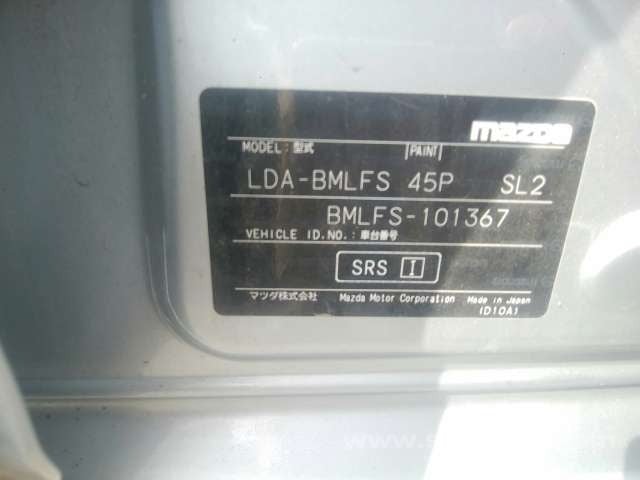 mazda
MODEL: 型式 PAINT
LDA-BMLFS 45P SL2
BMLFS-101367
VEHICLE ID.NO.: 車台番号
SRS I
マツダ株式会社 Mazda Motor Corporation Made in Japan
(D10A)